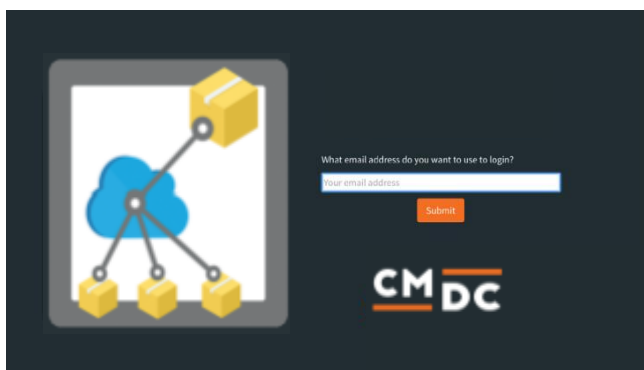 What email address do you want to use to login?
Your email address
Submit
CM
DC